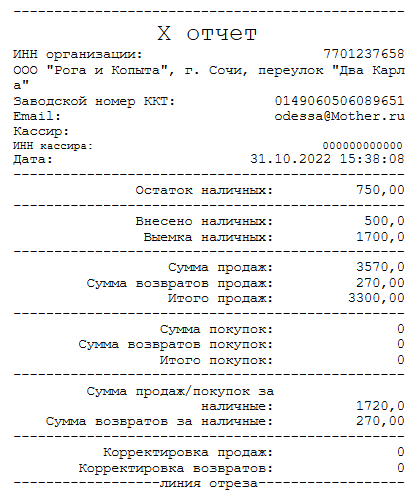 X отчет
ИНН организации: 7701237658
ООО "Рога и Копыта", г. Сочи, переулок "Два Карл
а"
Заводской номер ККТ: 0149060506089651
Email: odessa@Mother.ru
Кассир:
ИНН кассира: 000000000000
Дата: 31.10.2022 15:38:08
Остаток наличных: 750,00
Внесено наличных: 500,0
Выемка наличных: 1700,0
Сумма продаж: 3570,0
Сумма возвратов продаж: 270,00
Итого продаж: 3300,00
Сумма покупок: 0
Сумма возвратов покупок: 0
Итого покупок: 0
Сумма продаж/покупок за
наличные: 1720,0
Сумма возвратов за наличные: 270,00
Корректировка продаж: 0
Корректировка возвратов: 0
------------------линия отреза------------------